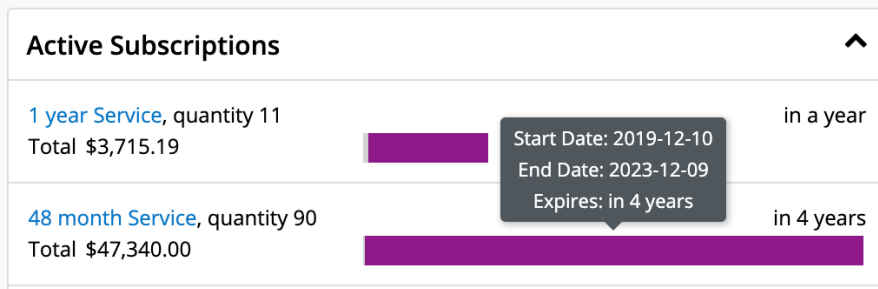 Active Subscriptions
1 year Service, quantity 11
in a year
Total $3,715.19
Start Date: 2019-12-10
End Date: 2023-12-09
Expires: in 4 years
48 month Service, quantity 90
in 4 years
Total $47,340.00